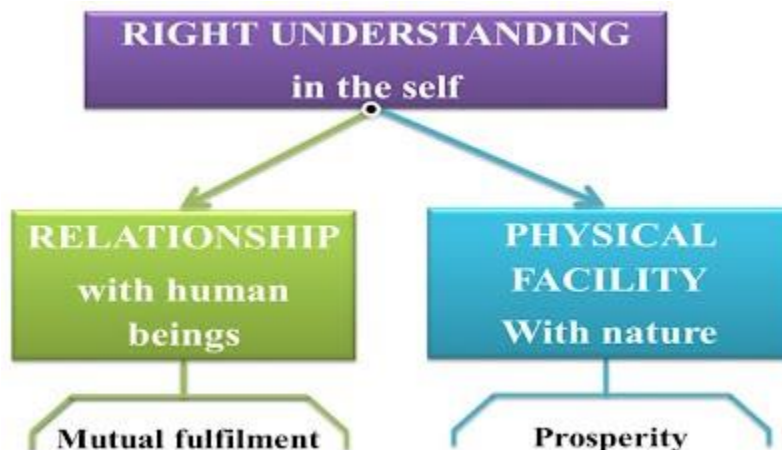 RIGHT UNDERSTANDING
in the self
RELATIONSHIP
with human
beings
PHYSICAL
FACILITY
With nature
Mutual fulfilment
Prosperity